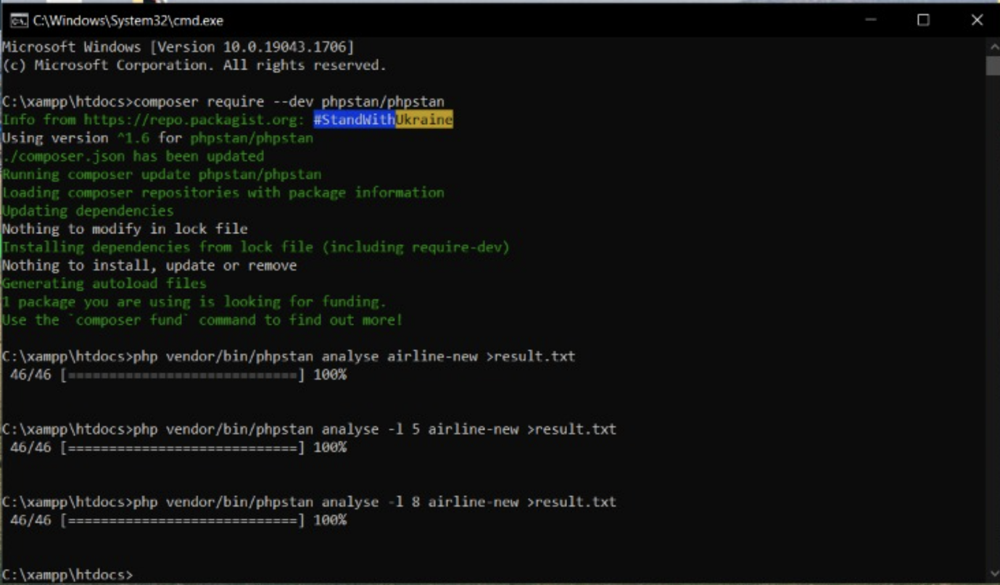 C:\Windows\System32\cmd.exe
Microsoft Windows [Version 10.0.19043.1706]
(c) Microsoft Corporation. All rights reserved.
C:\xampp\htdocs>composer require --dev phpstan/phpstan
Info from https://repo.packagist.org: #StandWithUkraine
Using version ^1.6 for phpstan/phpstan
./composer.json has been updated
Running composer update phpstan/phpstan
Loading composer repositories with package information
Updating dependencies
Nothing to modify in lock file
Installing dependencies from lock file (including require-dev)
Nothing to install, update or remove
Generating autoload files
1 package you are using is looking for funding.
Use the `composer fund` command to find out more!
C:\xampp\htdocs>php vendor/bin/phpstan analyse airline-new >result.txt
46/46 [============================] 100%
C:\xampp\htdocs>php vendor/bin/phpstan analyse -l 5 airline-new >result.txt
46/46 [============================] 100%
C:\xampp\htdocs>php vendor/bin/phpstan analyse -l 8 airline-new >result.txt
46/46 [============================] 100%
C:\xampp\htdocs>